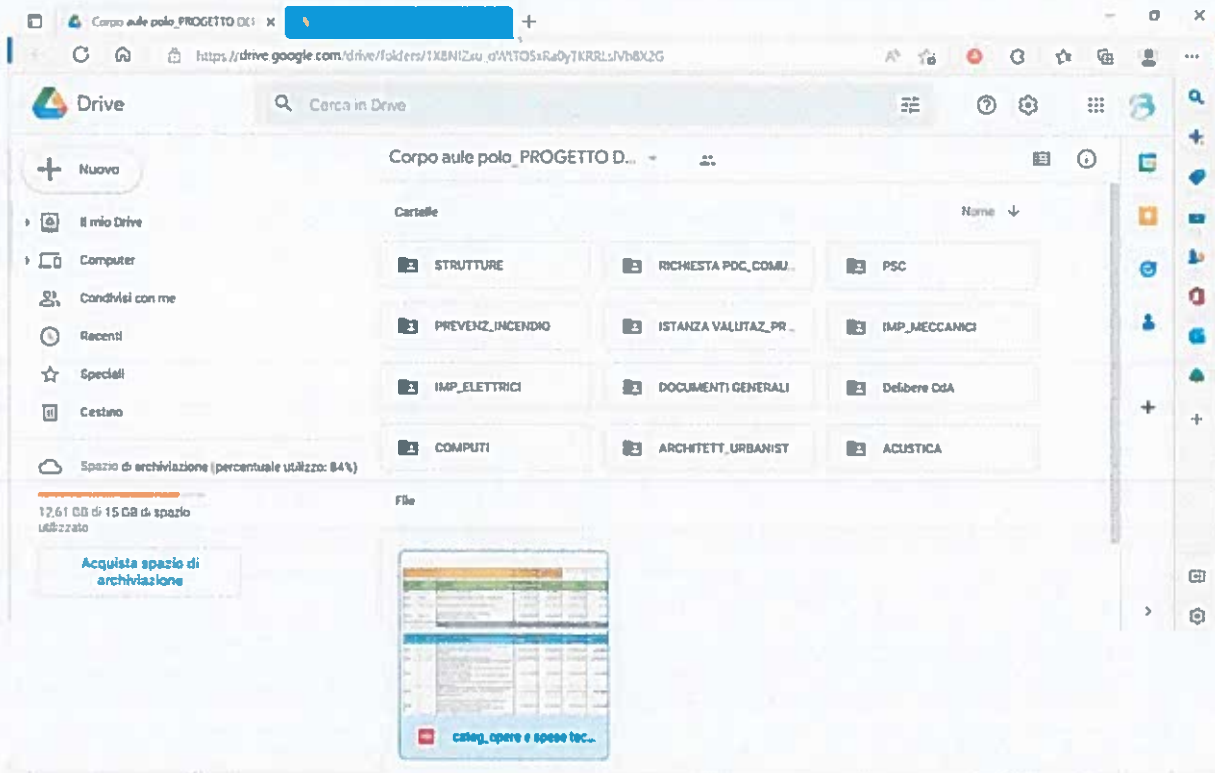 Corpo aule polo_PROGETTO DEF
drive.google.com
Drive
Cerca in Drive
Nuovo
Corpo aule polo_PROGETTO D...
Il mio Drive
Computer
Condivisi con me
Recenti
Speciali
Cestino
Spazio di archiviazione (percentuale utilizzo: 84%)
12,61 GB di 15 GB di spazio
utilizzato
Acquista spazio di
archiviazione
Cartelle
Nome
STRUTTURE
RICHIESTA PDC_COMU...
PSC
PREVENZ_INCENDIO
ISTANZA VALUTAZ_PR...
IMP_MECCANICI
IMP_ELETTRICI
DOCUMENTI GENERALI
Delibere CdA
COMPUTI
ARCHITETT_URBANIST
ACUSTICA
File
categ_opere e spese tec...